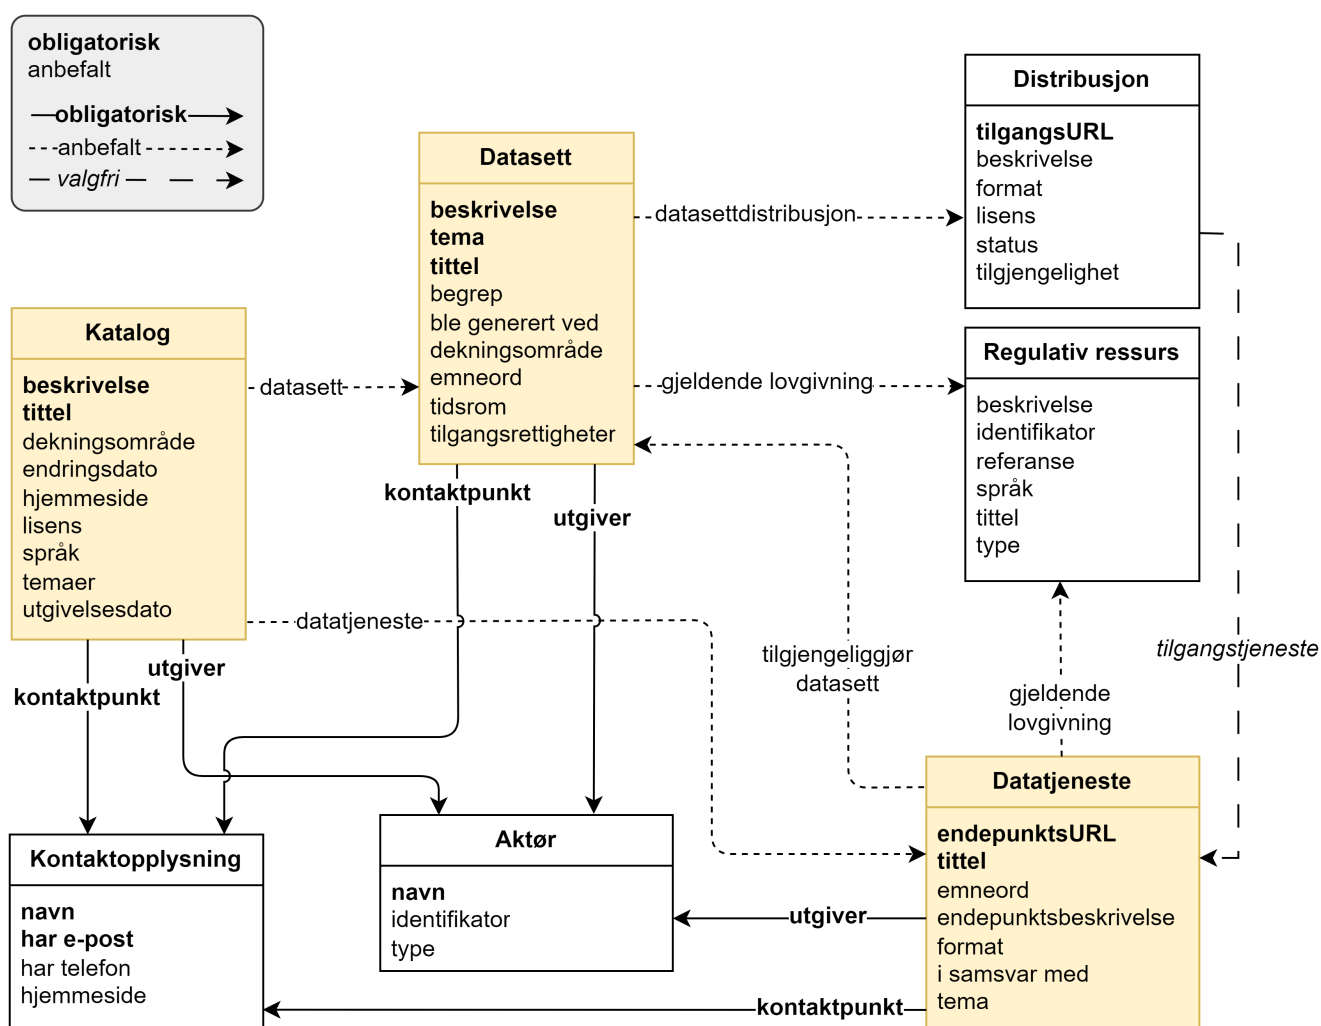 obligatorisk
anbefalt
obligatorisk
anbefalt
valgfri
Distribusjon
tilgangsURL
beskrivelse
format
lisens
status
tilgjengelighet
Datasett
beskrivelse
tema
tittel
begrep
ble generert ved
dekningsområde
emneord
tidsrom
tilgangsrettigheter
datasettdistribusjon
gjeldende lovgivning
Regulativ ressurs
beskrivelse
identifikator
referanse
språk
tittel
type
Katalog
beskrivelse
tittel
dekningsområde
endringsdato
hjemmeside
lisens
språk
temaer
utgivelsesdato
datasett
kontaktpunkt
utgiver
datatjeneste
utgiver
kontaktpunkt
tilgjengeliggjør
datasett
tilgangstjeneste
gjeldende
lovgivning
Kontaktopplysning
navn
har e-post
har telefon
hjemmeside
Aktør
navn
identifikator
type
Datatjeneste
endepunktsURL
tittel
emneord
endepunktsbeskrivelse
format
i samsvar med
tema
utgiver
kontaktpunkt